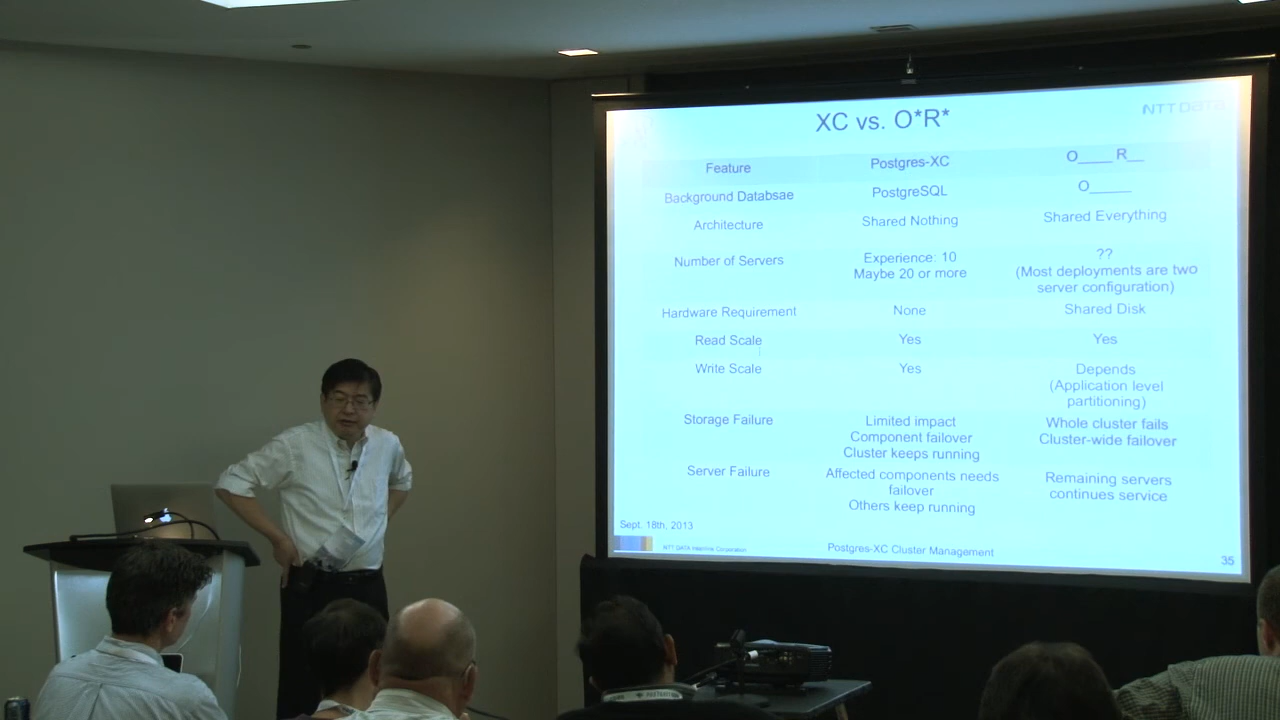 XC vs. O*R*
NTT DATA
Feature Postgres-XC O____ R__
Background Databsae PostgreSQL O_____
Architecture Shared Nothing Shared Everything
Number of Servers Experience: 10 ??
Maybe 20 or more (Most deployments are two
server configuration)
Hardware Requirement None Shared Disk
Read Scale Yes Yes
Write Scale Yes Depends
(Application level
partitioning)
Storage Failure Limited impact Whole cluster fails
Component failover Cluster-wide failover
Cluster keeps running
Server Failure Affected components needs Remaining servers
failover continues service
Others keep running
Sept. 18th, 2013
Postgres-XC Cluster Management
35